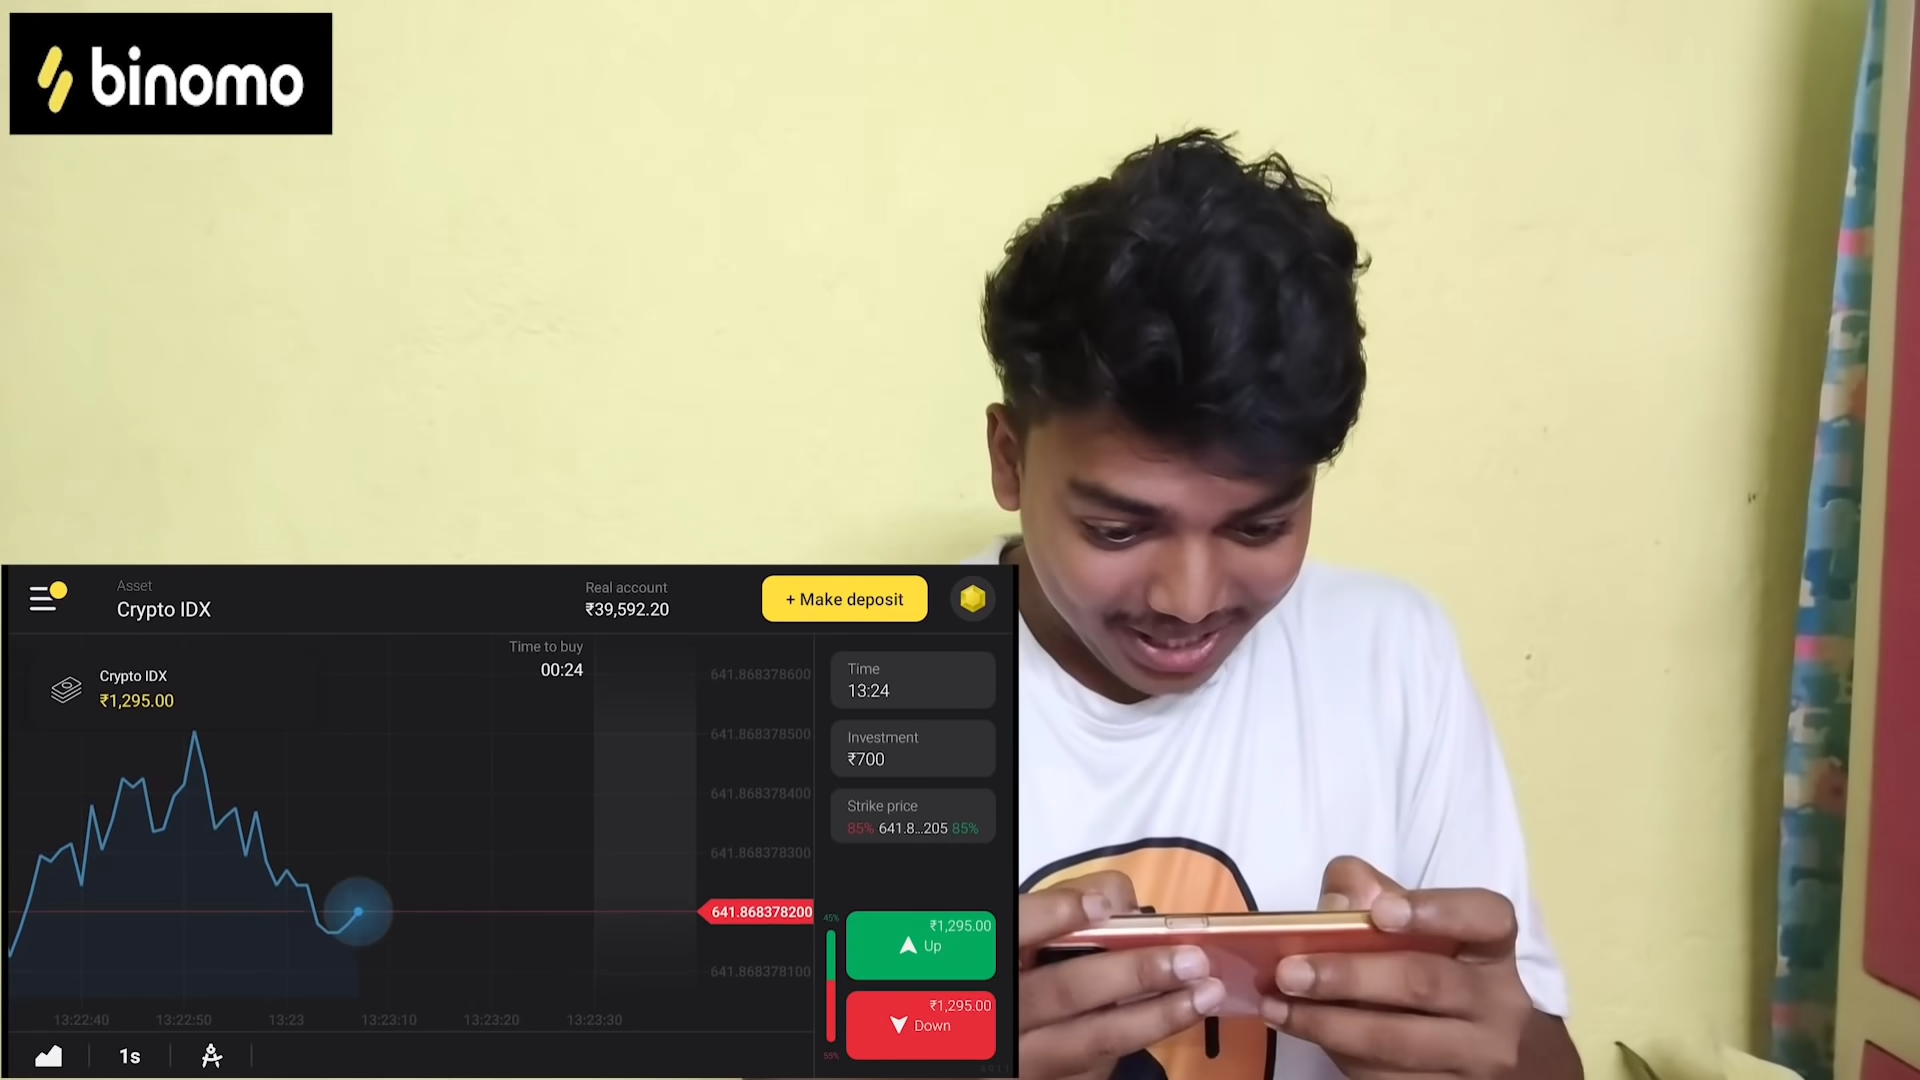 binomo
Asset
Crypto IDX
Real account
₹39,592.20
+ Make deposit
Time to buy
00:24
Crypto IDX
₹1,295.00
641.868378600
641.868378500
641.868378400
641.868378300
641.868378200
641.868378100
Time
13:24
Investment
₹700
Strike price
85% 641.8...205 85%
45%
₹1,295.00
Up
₹1,295.00
Down
55%
13:22:40
13:22:50
13:23
13:23:10
13:23:20
13:23:30
1s